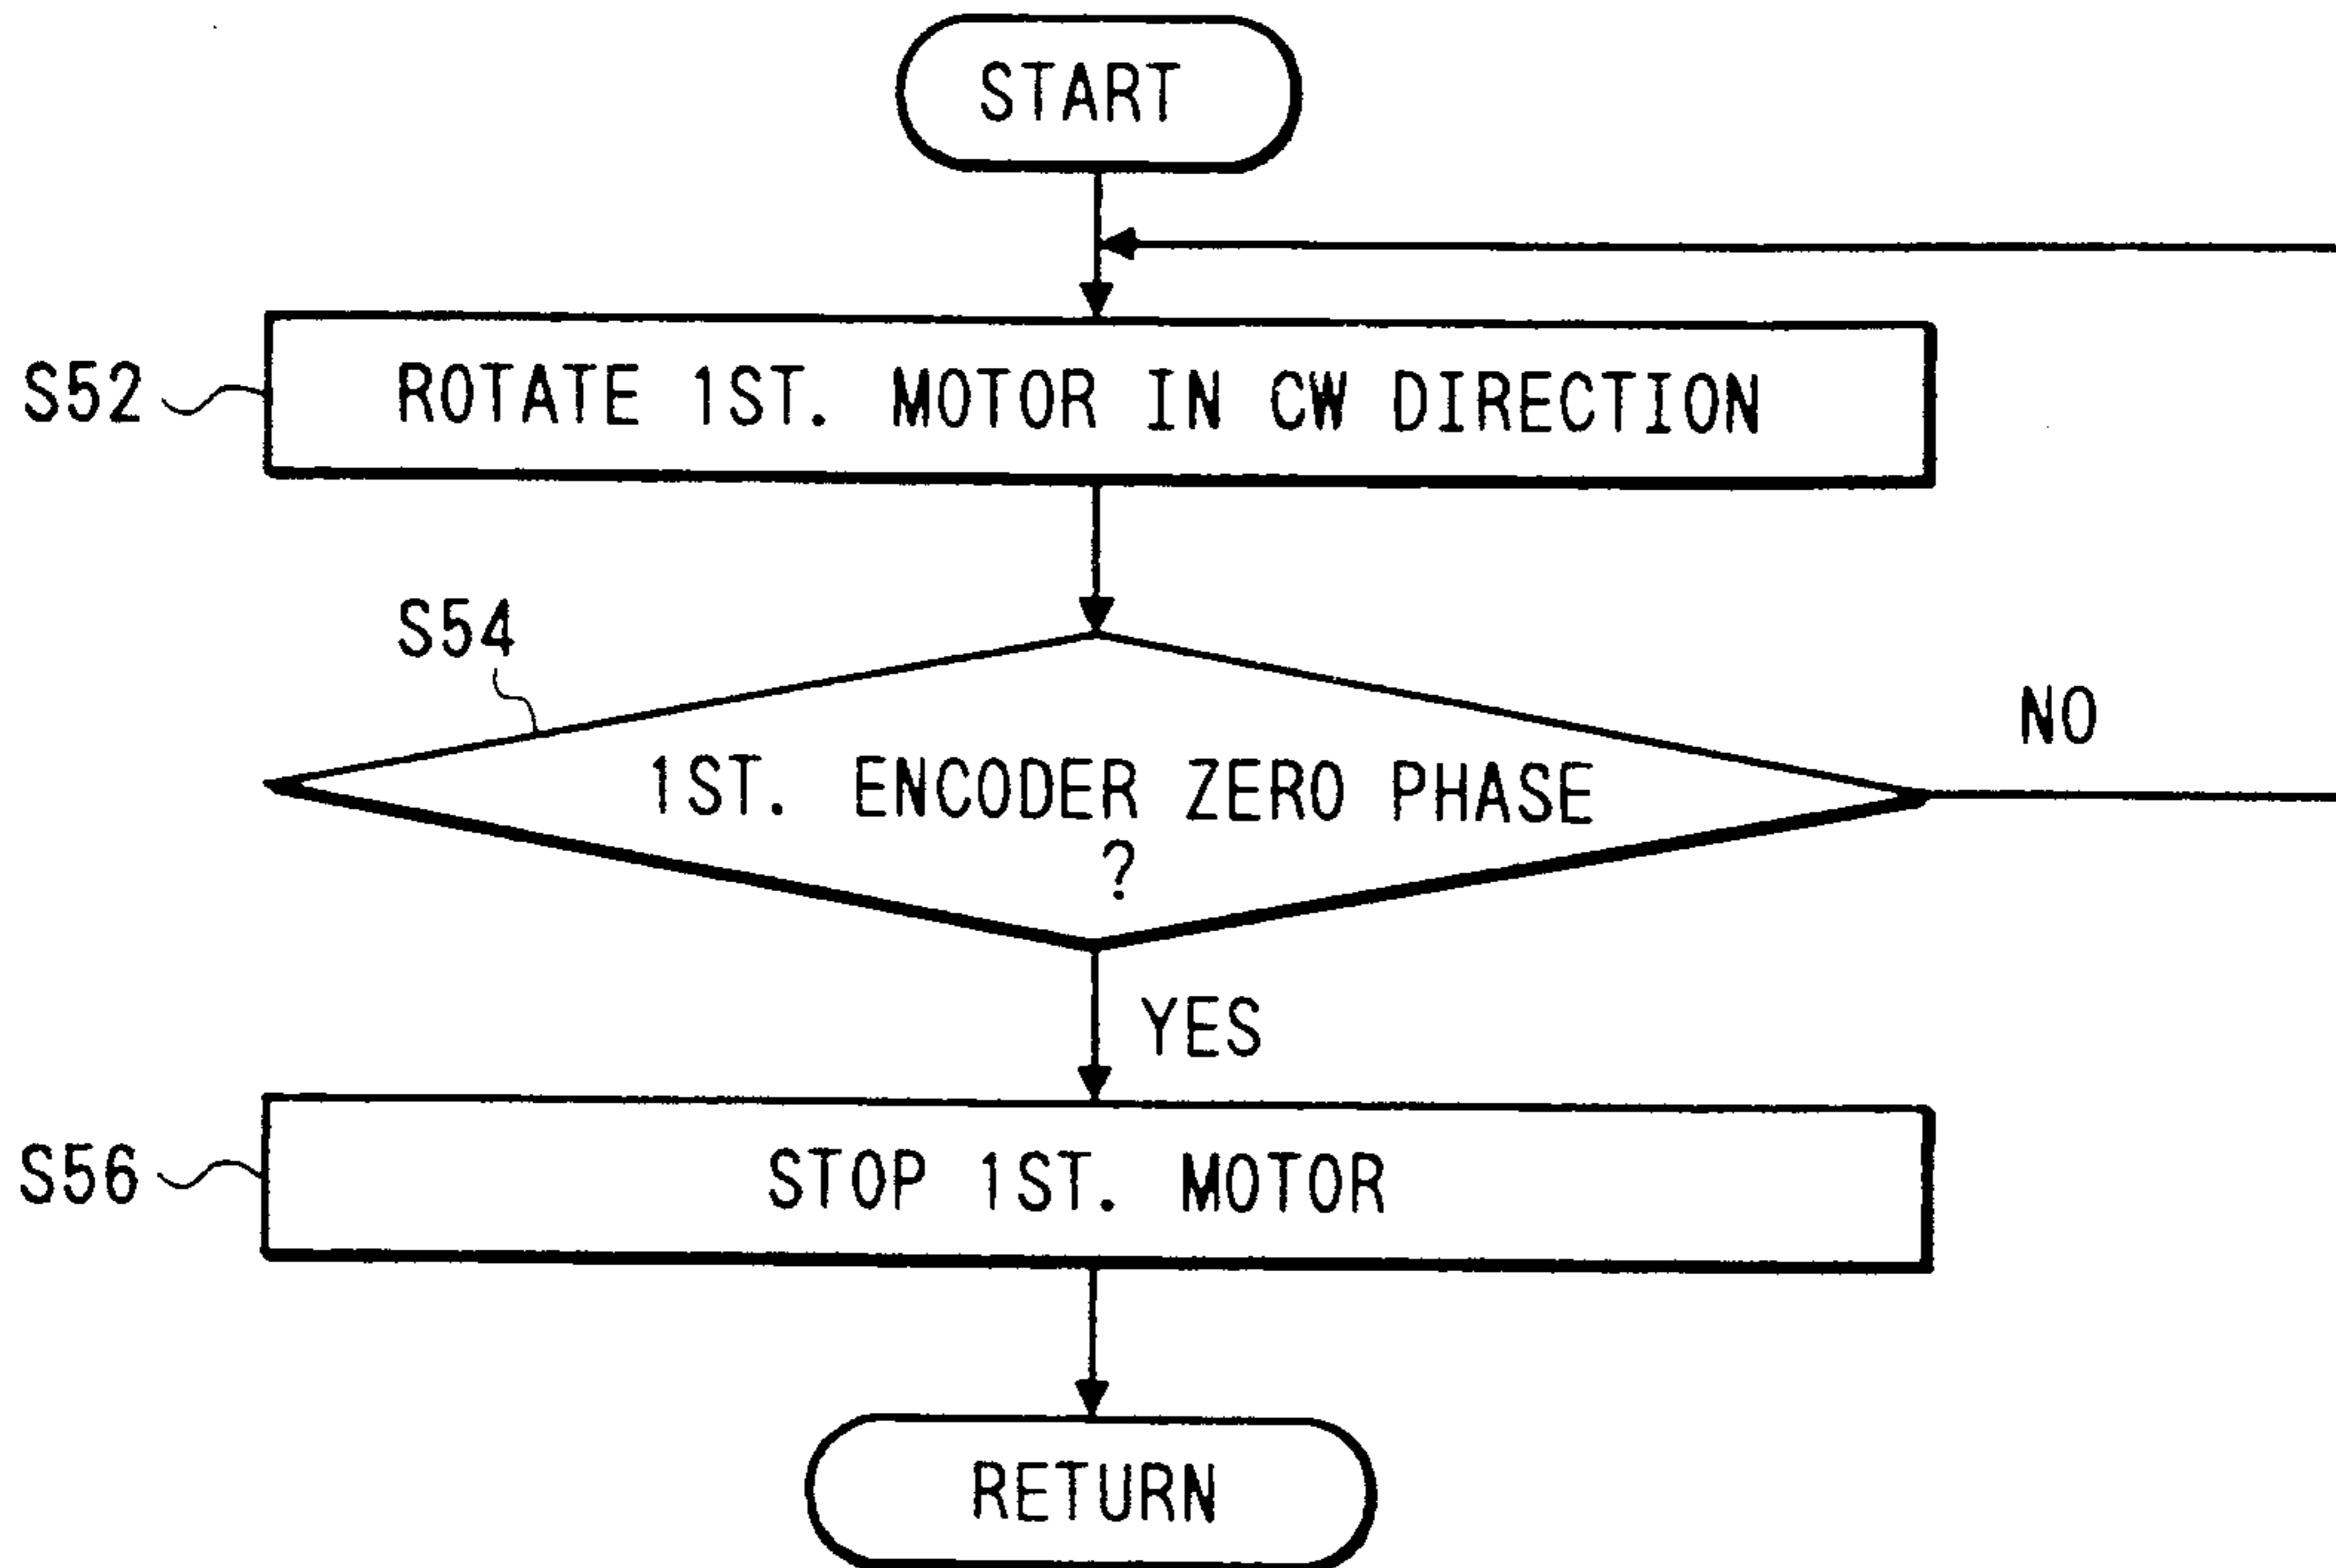 START
S52
ROTATE 1ST. MOTOR IN CW DIRECTION
S54
NO
1ST. ENCODER ZERO PHASE
?
YES
S56
STOP 1ST. MOTOR
RETURN